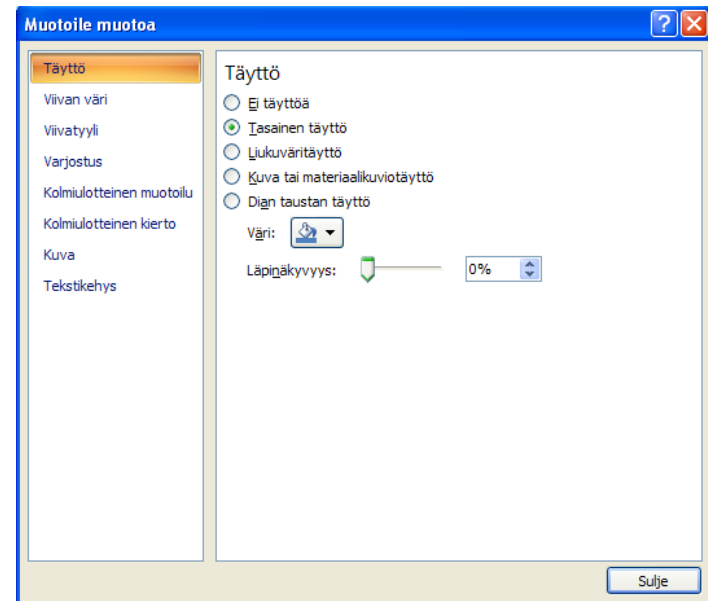 Muotoile muotoa
Täyttö
Viivan väri
Viivatyyli
Varjostus
Kolmiulotteinen muotoilu
Kolmiulotteinen kierto
Kuva
Tekstikehys
Täyttö
Ei täyttöä
Tasainen täyttö
Liukuväritäyttö
Kuva tai materiaalikuviotäyttö
Dian taustan täyttö
Väri:
Läpinäkyvyys: 0%
Sulje